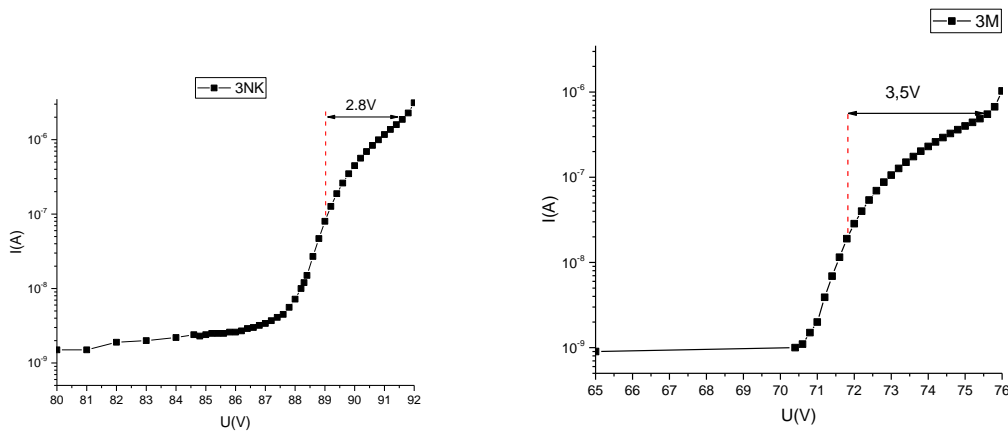 3NK
2.8V
10⁻⁶
10⁻⁷
10⁻⁸
10⁻⁹
I(A)
80 81 82 83 84 85 86 87 88 89 90 91 92
U(V)
3M
3,5V
10⁻⁶
10⁻⁷
10⁻⁸
10⁻⁹
I(A)
65 66 67 68 69 70 71 72 73 74 75 76
U(V)